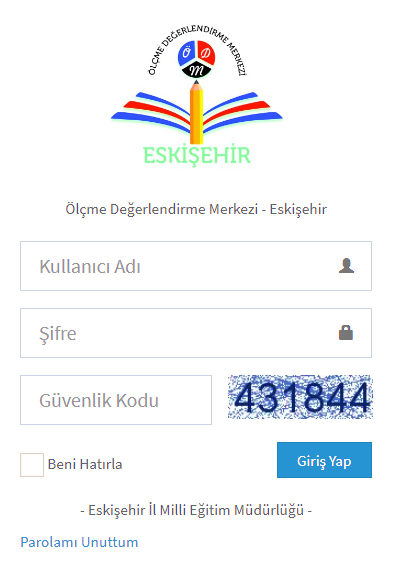 ÖLÇME DEĞERLENDİRME MERKEZİ
Ö D
M
ESKİŞEHİR
Ölçme Değerlendirme Merkezi - Eskişehir
Kullanıcı Adı
Şifre
Güvenlik Kodu 431844
Beni Hatırla Giriş Yap
- Eskişehir İl Milli Eğitim Müdürlüğü -
Parolamı Unuttum